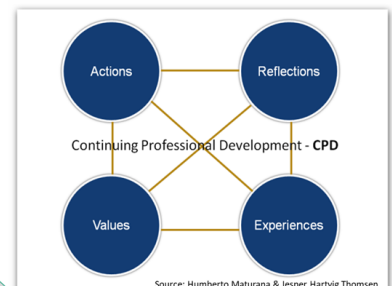 Actions
Reflections
Continuing Professional Development - CPD
Values
Experiences
Source: Humberto Maturana & Jesper Hartvig Thomsen